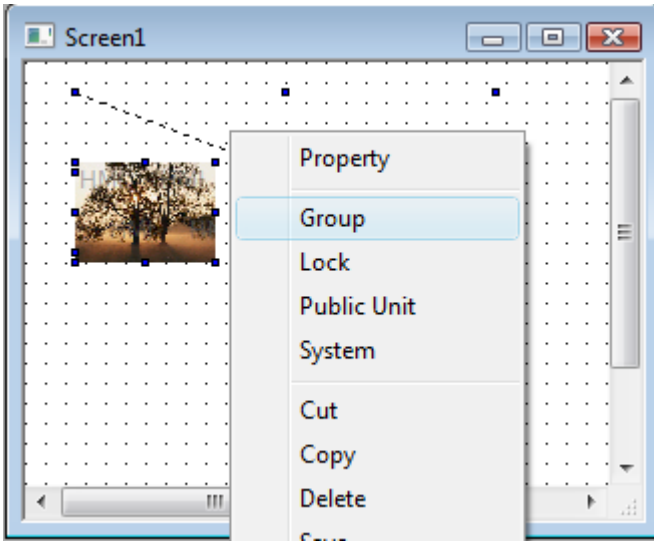 Screen1
Property
Group
Lock
Public Unit
System
Cut
Copy
Delete